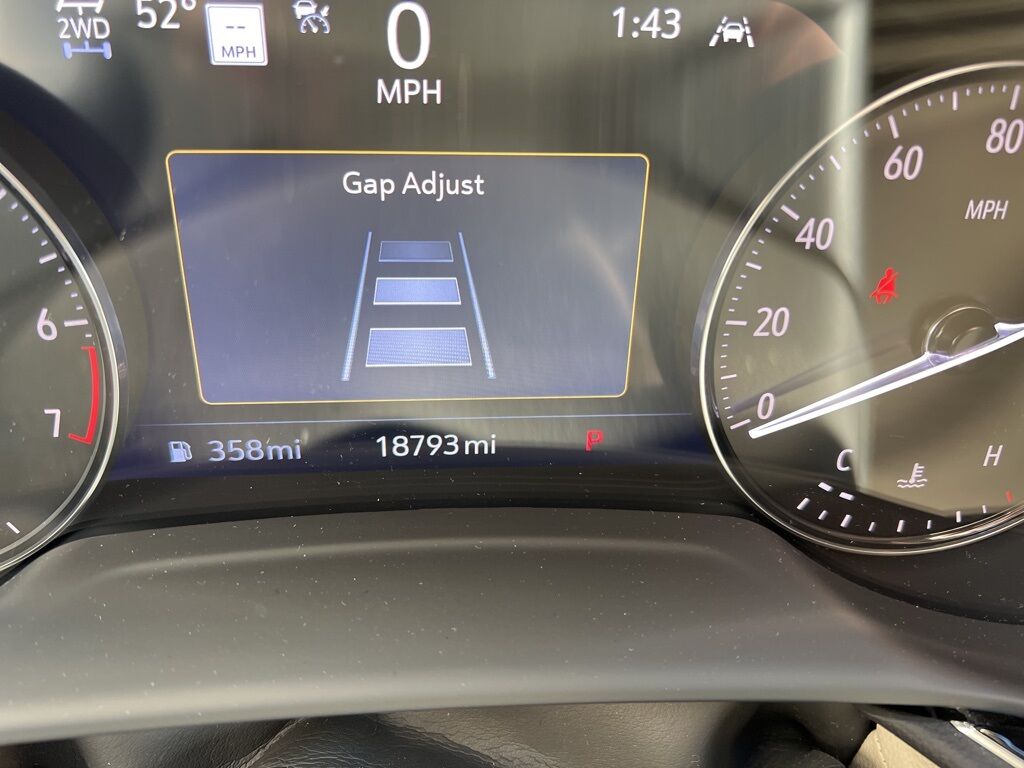 2WD
52°
--
MPH
0
MPH
1:43
Gap Adjust
6
7
358mi
18793mi
P
0
20
40
60
80
MPH
C
H